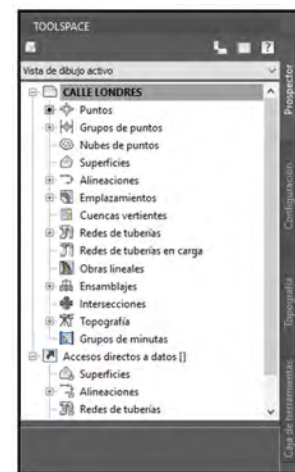 TOOLSPACE
Vista de dibujo activo
CALLE LONDRES
Puntos
Grupos de puntos
Nubes de puntos
Superficies
Alineaciones
Emplazamientos
Cuencas vertientes
Redes de tuberías
Redes de tuberías en carga
Obras lineales
Ensamblajes
Intersecciones
Topografía
Grupos de minutas
Accesos directos a datos []
Superficies
Alineaciones
Redes de tuberías
Prospector
Configuración
Topografía
Caja de herramientas